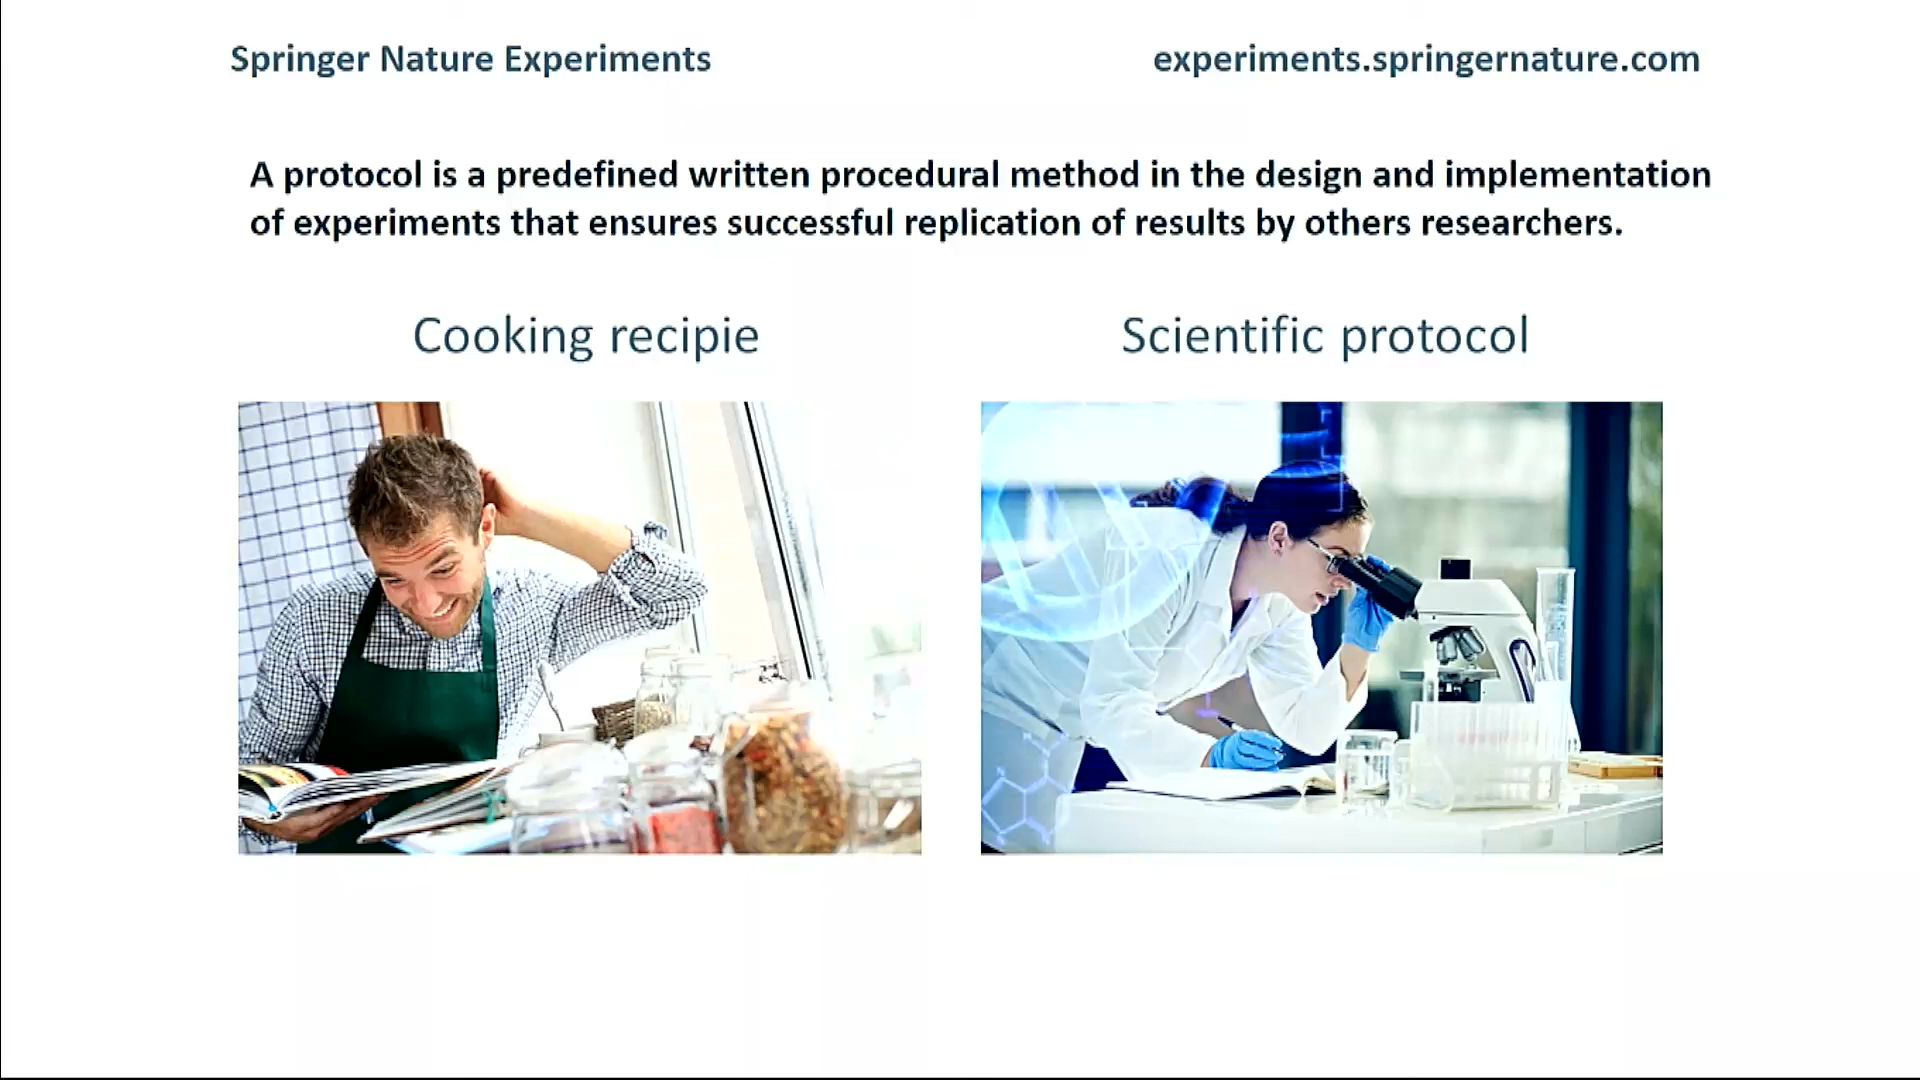 Springer Nature Experiments
experiments.springernature.com
A protocol is a predefined written procedural method in the design and implementation
of experiments that ensures successful replication of results by others researchers.
Cooking recipie
Scientific protocol